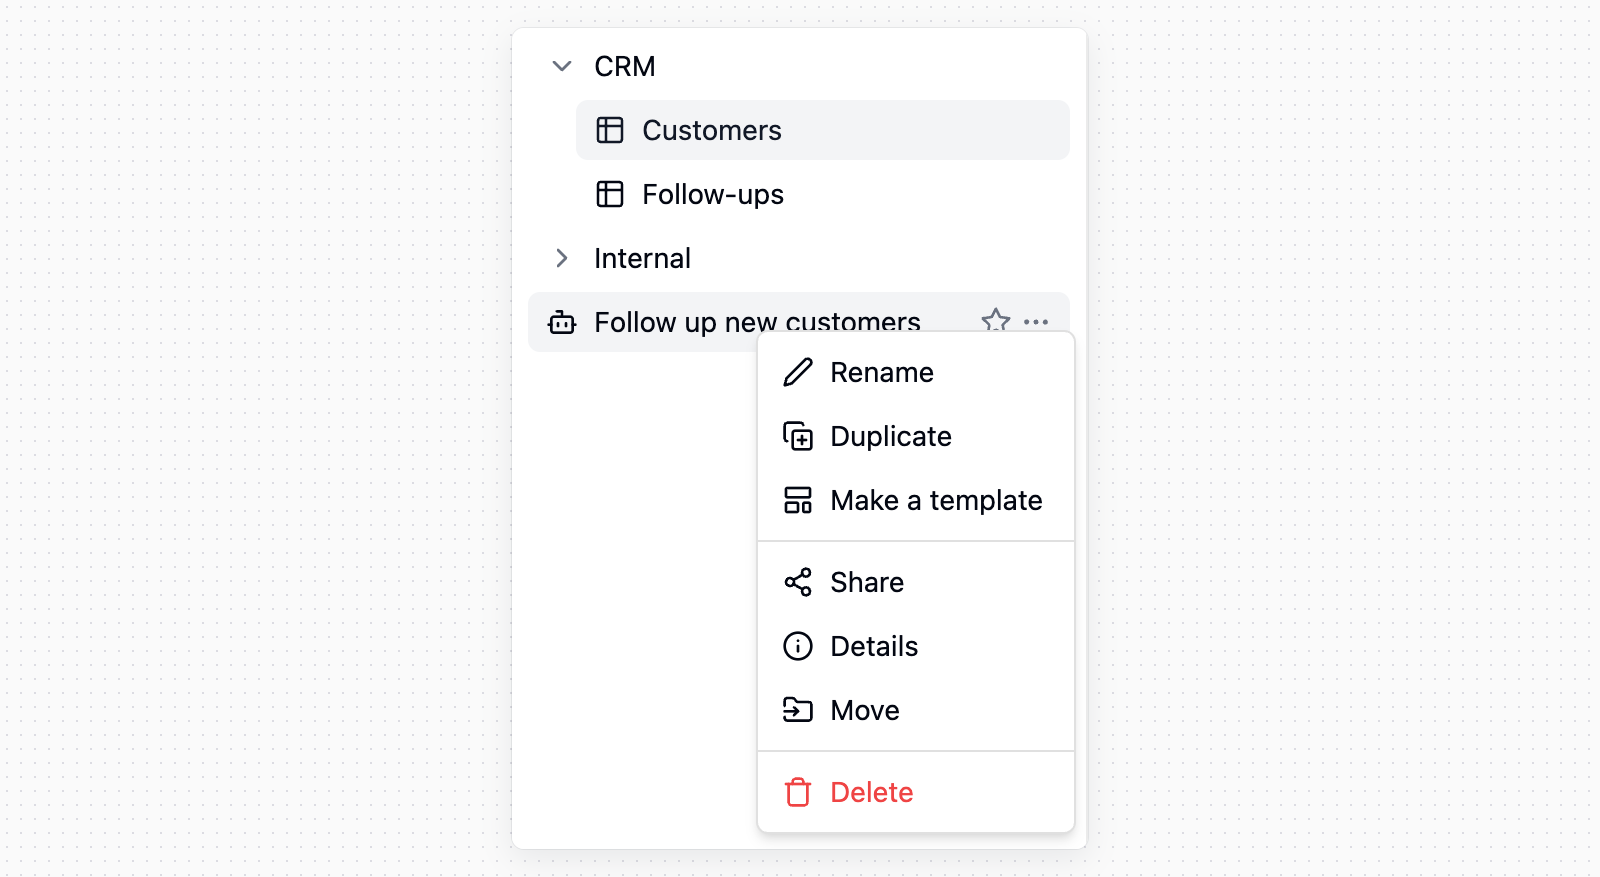 CRM
Customers
Follow-ups
Internal
Follow up new customers
Rename
Duplicate
Make a template
Share
Details
Move
Delete